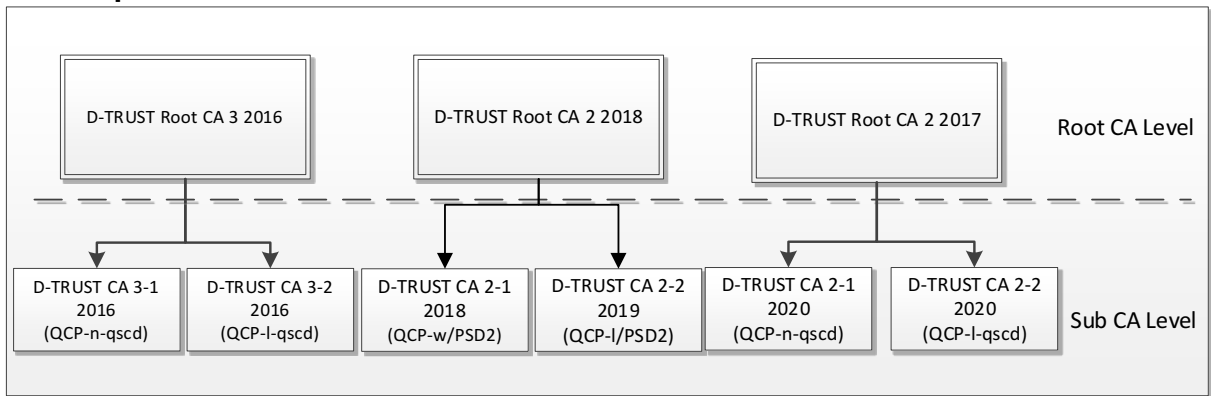 D-TRUST Root CA 3 2016
D-TRUST Root CA 2 2018
D-TRUST Root CA 2 2017
Root CA Level
D-TRUST CA 3-1
2016
(QCP-n-qscd)
D-TRUST CA 3-2
2016
(QCP-l-qscd)
D-TRUST CA 2-1
2018
(QCP-w/PSD2)
D-TRUST CA 2-2
2019
(QCP-l/PSD2)
D-TRUST CA 2-1
2020
(QCP-n-qscd)
D-TRUST CA 2-2
2020
(QCP-l-qscd)
Sub CA Level